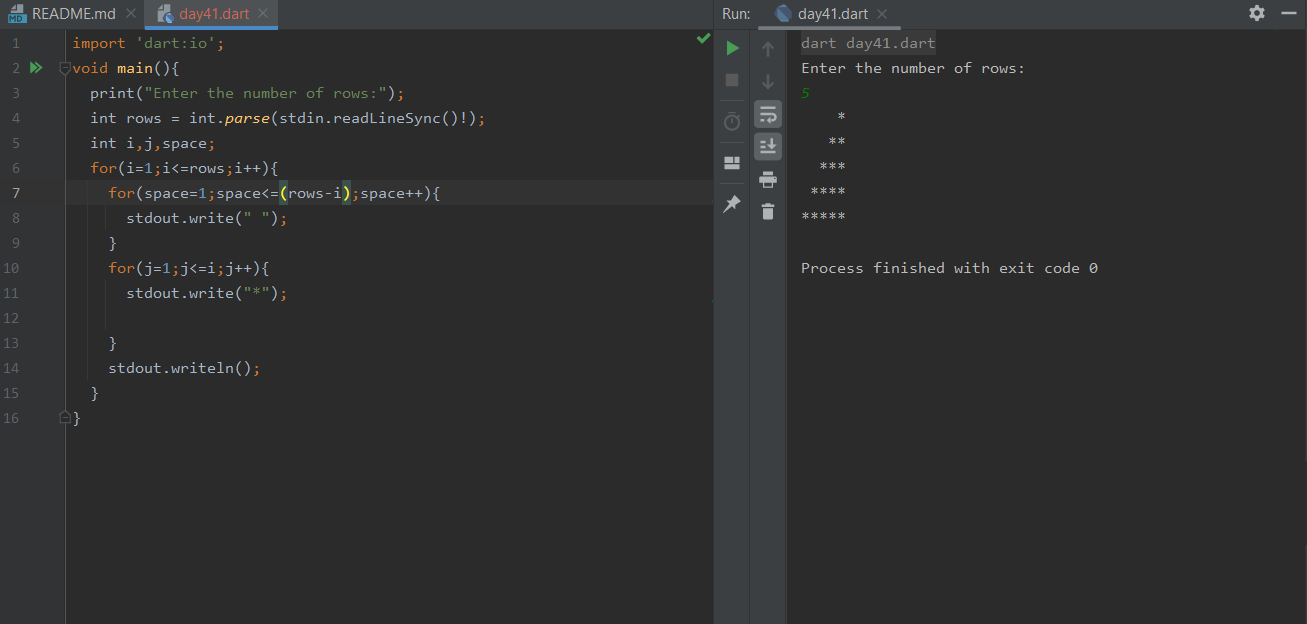 README.md day41.dart
1 import 'dart:io';
2 void main(){
3 print("Enter the number of rows:");
4 int rows = int.parse(stdin.readLineSync()!);
5 int i,j,space;
6 for(i=1;i<=rows;i++){
7 for(space=1;space<=(rows-i);space++){
8 stdout.write(" ");
9 }
10 for(j=1;j<=i;j++){
11 stdout.write("*");
12
13 }
14 stdout.writeln();
15 }
16 }
Run: day41.dart
dart day41.dart
Enter the number of rows:
5
    *
   **
  ***
 ****
*****
Process finished with exit code 0